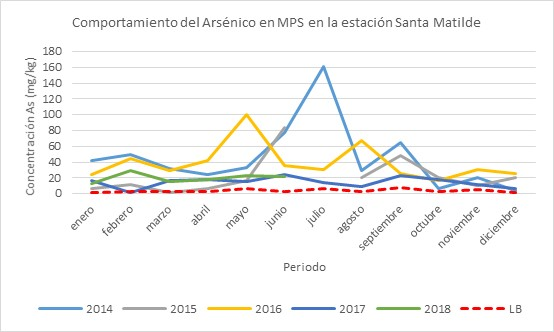 Comportamiento del Arsénico en MPS en la estación Santa Matilde
Concentración As (mg/kg)
180
160
140
120
100
80
60
40
20
0
enero
febrero
marzo
abril
mayo
junio
julio
agosto
septiembre
octubre
noviembre
diciembre
Periodo
2014 2015 2016 2017 2018 LB